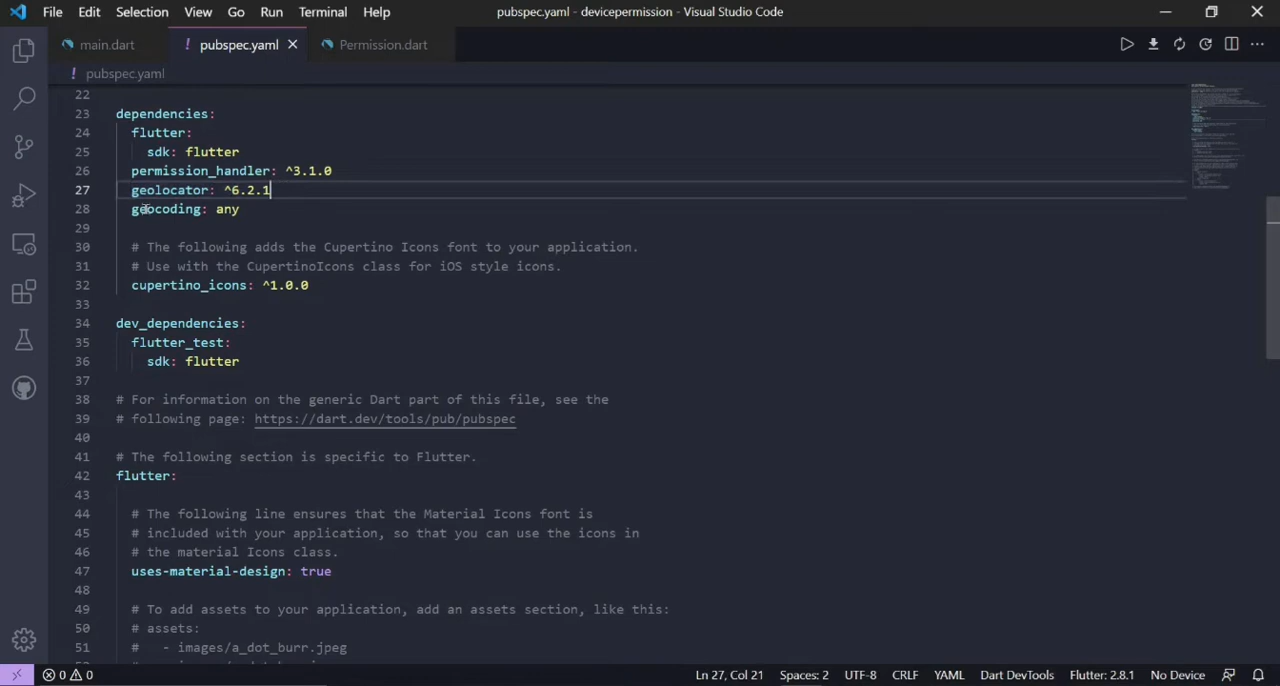 File Edit Selection View Go Run Terminal Help pubspec.yaml - devicepermission - Visual Studio Code
main.dart ! pubspec.yaml Permission.dart
! pubspec.yaml
22
23 dependencies:
24 flutter:
25 sdk: flutter
26 permission_handler: ^3.1.0
27 geolocator: ^6.2.1
28 geocoding: any
29
30 # The following adds the Cupertino Icons font to your application.
31 # Use with the CupertinoIcons class for iOS style icons.
32 cupertino_icons: ^1.0.0
33
34 dev_dependencies:
35 flutter_test:
36 sdk: flutter
37
38 # For information on the generic Dart part of this file, see the
39 # following page: https://dart.dev/tools/pub/pubspec
40
41 # The following section is specific to Flutter.
42 flutter:
43
44 # The following line ensures that the Material Icons font is
45 # included with your application, so that you can use the icons in
46 # the material Icons class.
47 uses-material-design: true
48
49 # To add assets to your application, add an assets section, like this:
50 # assets:
51 # - images/a_dot_burr.jpeg
0 0 Ln 27, Col 21 Spaces: 2 UTF-8 CRLF YAML Dart DevTools Flutter: 2.8.1 No Device